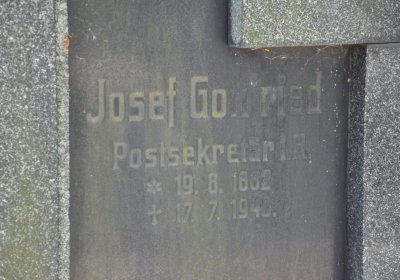 Josef Gottfried
Postsekretär i.R.
* 19. 8. 1862
+ 17. 7. 1940.